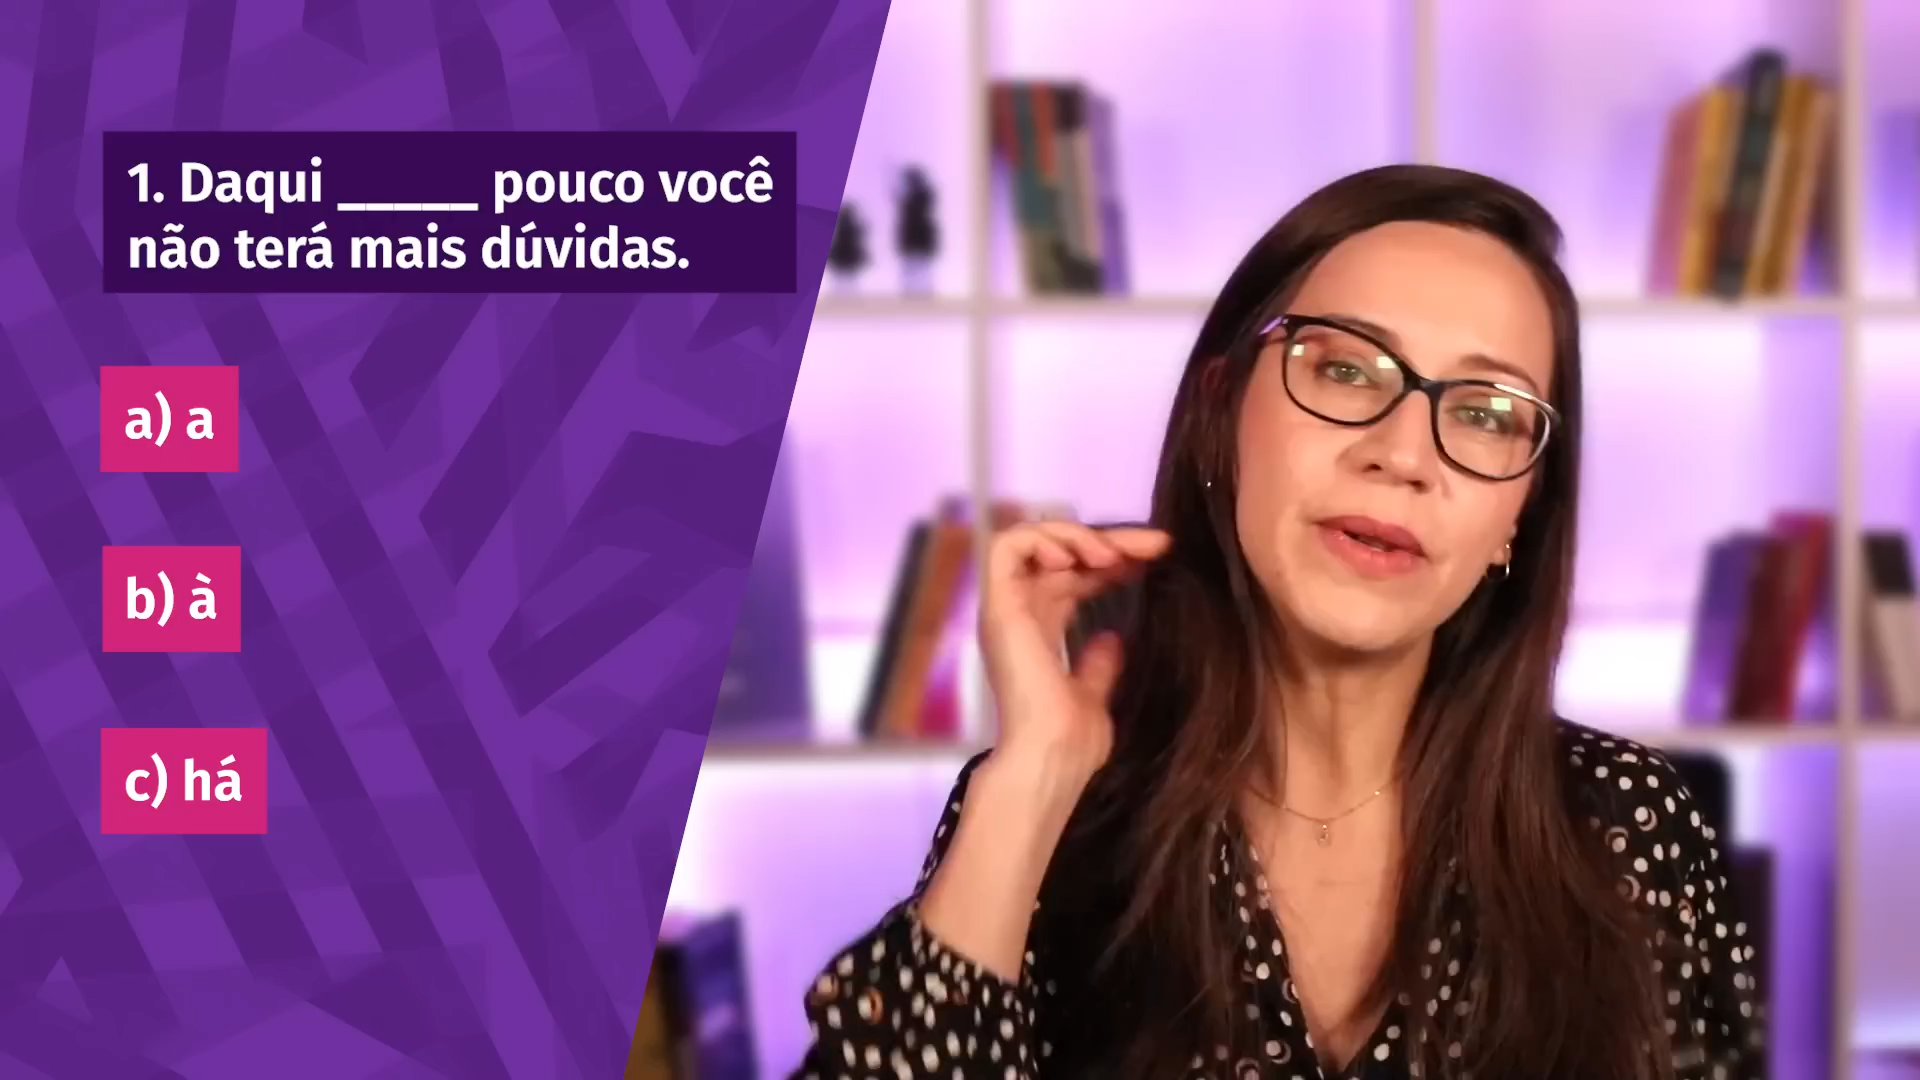 1. Daqui _____ pouco você
não terá mais dúvidas.
a) a
b) à
c) há